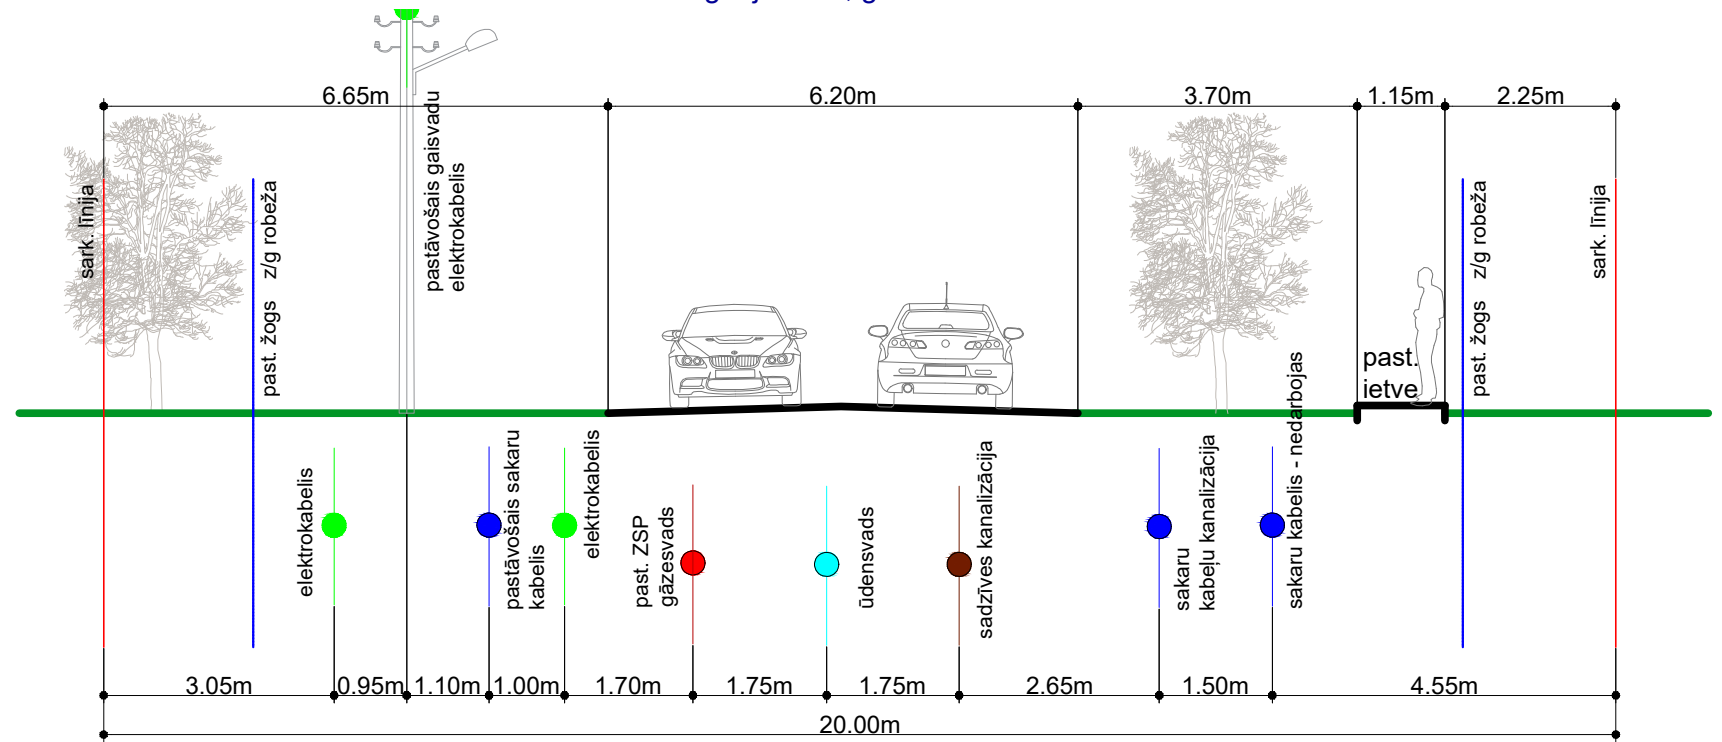 6.65m
6.20m
3.70m
1.15m
2.25m
sark. līnija
past. žogs z/g robeža
pastāvošais gaisvadu
elektrokabelis
past.
ietve
past. žogs z/g robeža
sark. līnija
elektrokabelis
pastāvošais sakaru
kabelis
elektrokabelis
past. ZSP
gāzesvads
ūdensvads
sadzīves kanalizācija
sakaru
kabeļu kanalizācija
sakaru kabelis - nedarbojas
3.05m
0.95m
1.10m
1.00m
1.70m
1.75m
1.75m
2.65m
1.50m
4.55m
20.00m